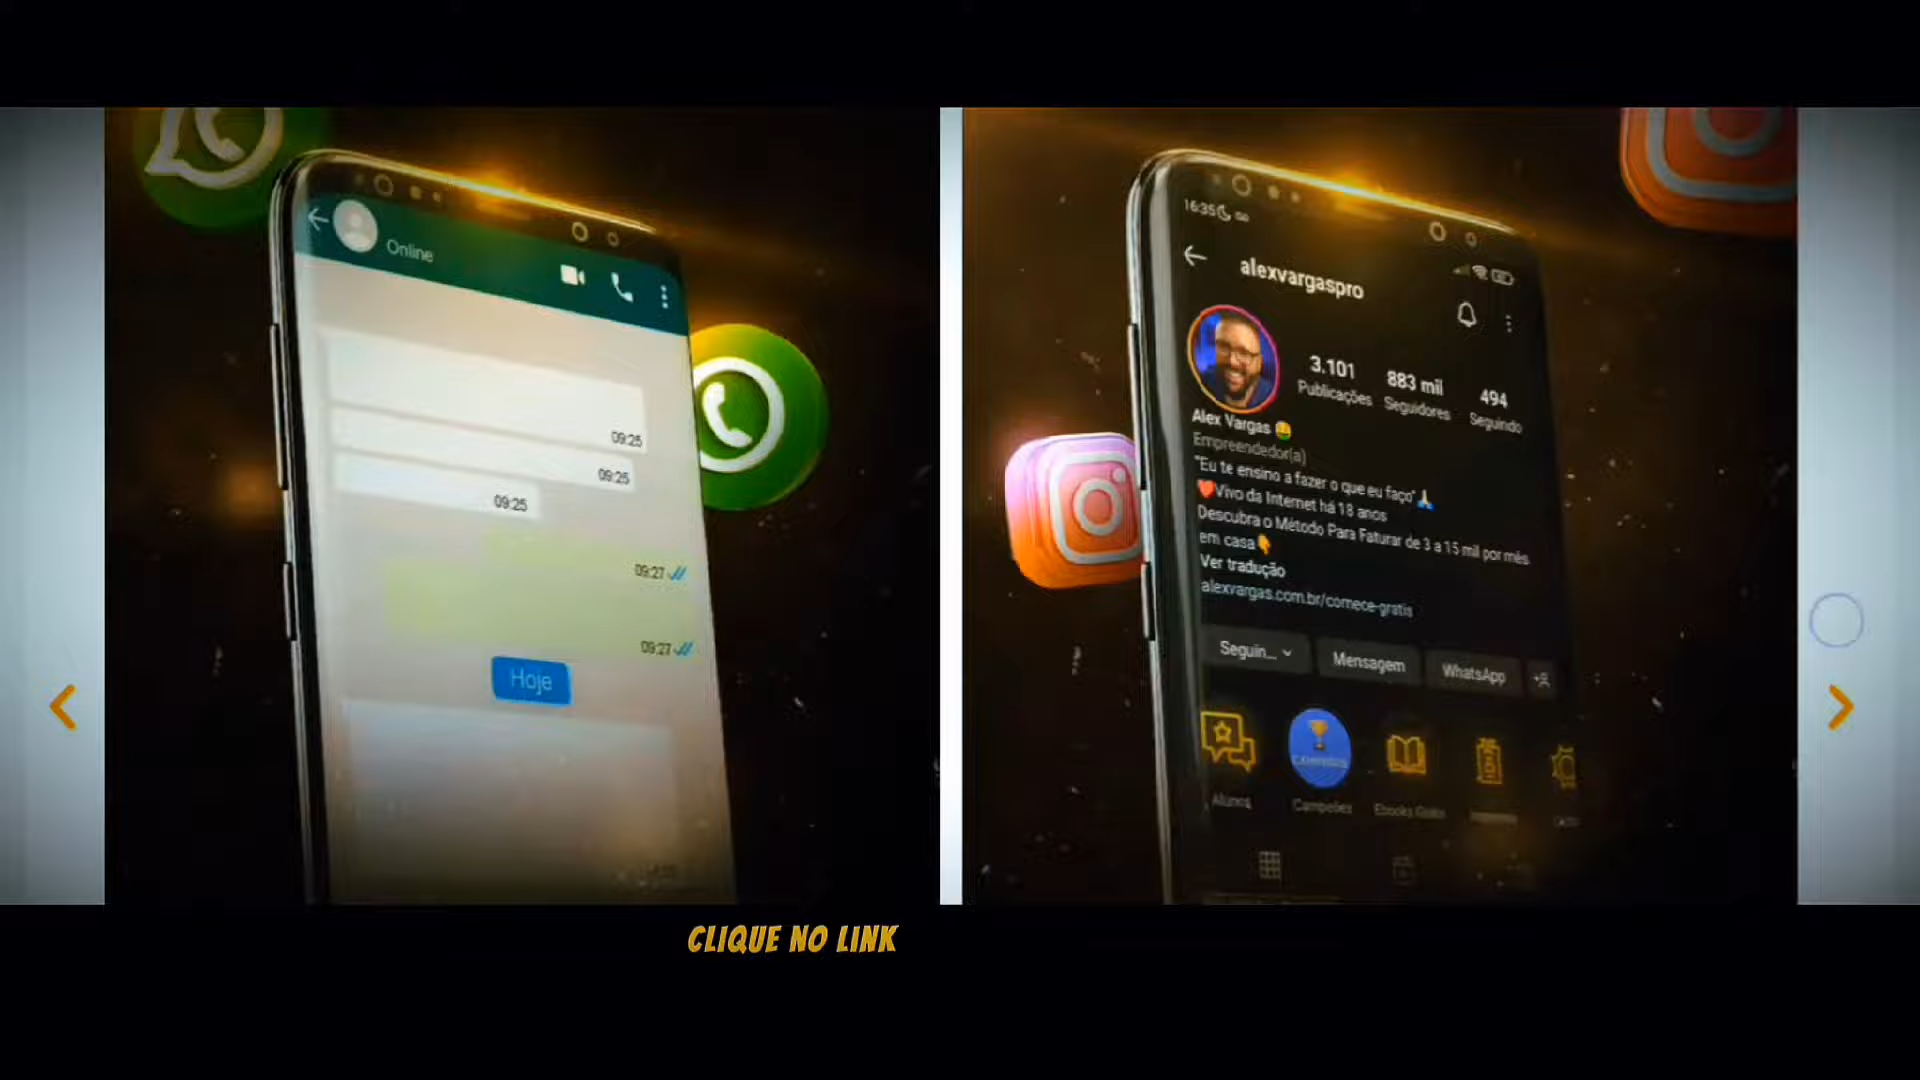 Online
09:25
09:25
09:25
09:27
09:27
Hoje
16:35
alexvargaspro
3.101
Publicações
883 mil
Seguidores
494
Seguindo
Alex Vargas 🤑
Empreendedor(a)
"Eu te ensino a fazer o que eu faço" 🙏
❤️Vivo da Internet há 18 anos
Descubra o Método Para Faturar de 3 a 15 mil por mês
em casa👇
Ver tradução
alexvargas.com.br/comece-gratis
Seguin...
Mensagem
WhatsApp
Alunos
Campeões
Ebooks Grátis
CLIQUE NO LINK